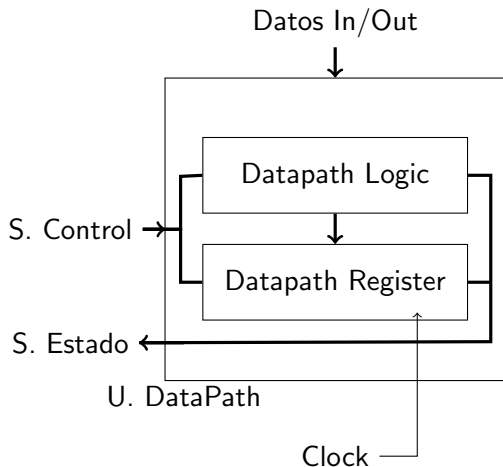 Datos In/Out
Datapath Logic
S. Control
Datapath Register
S. Estado
U. DataPath
Clock